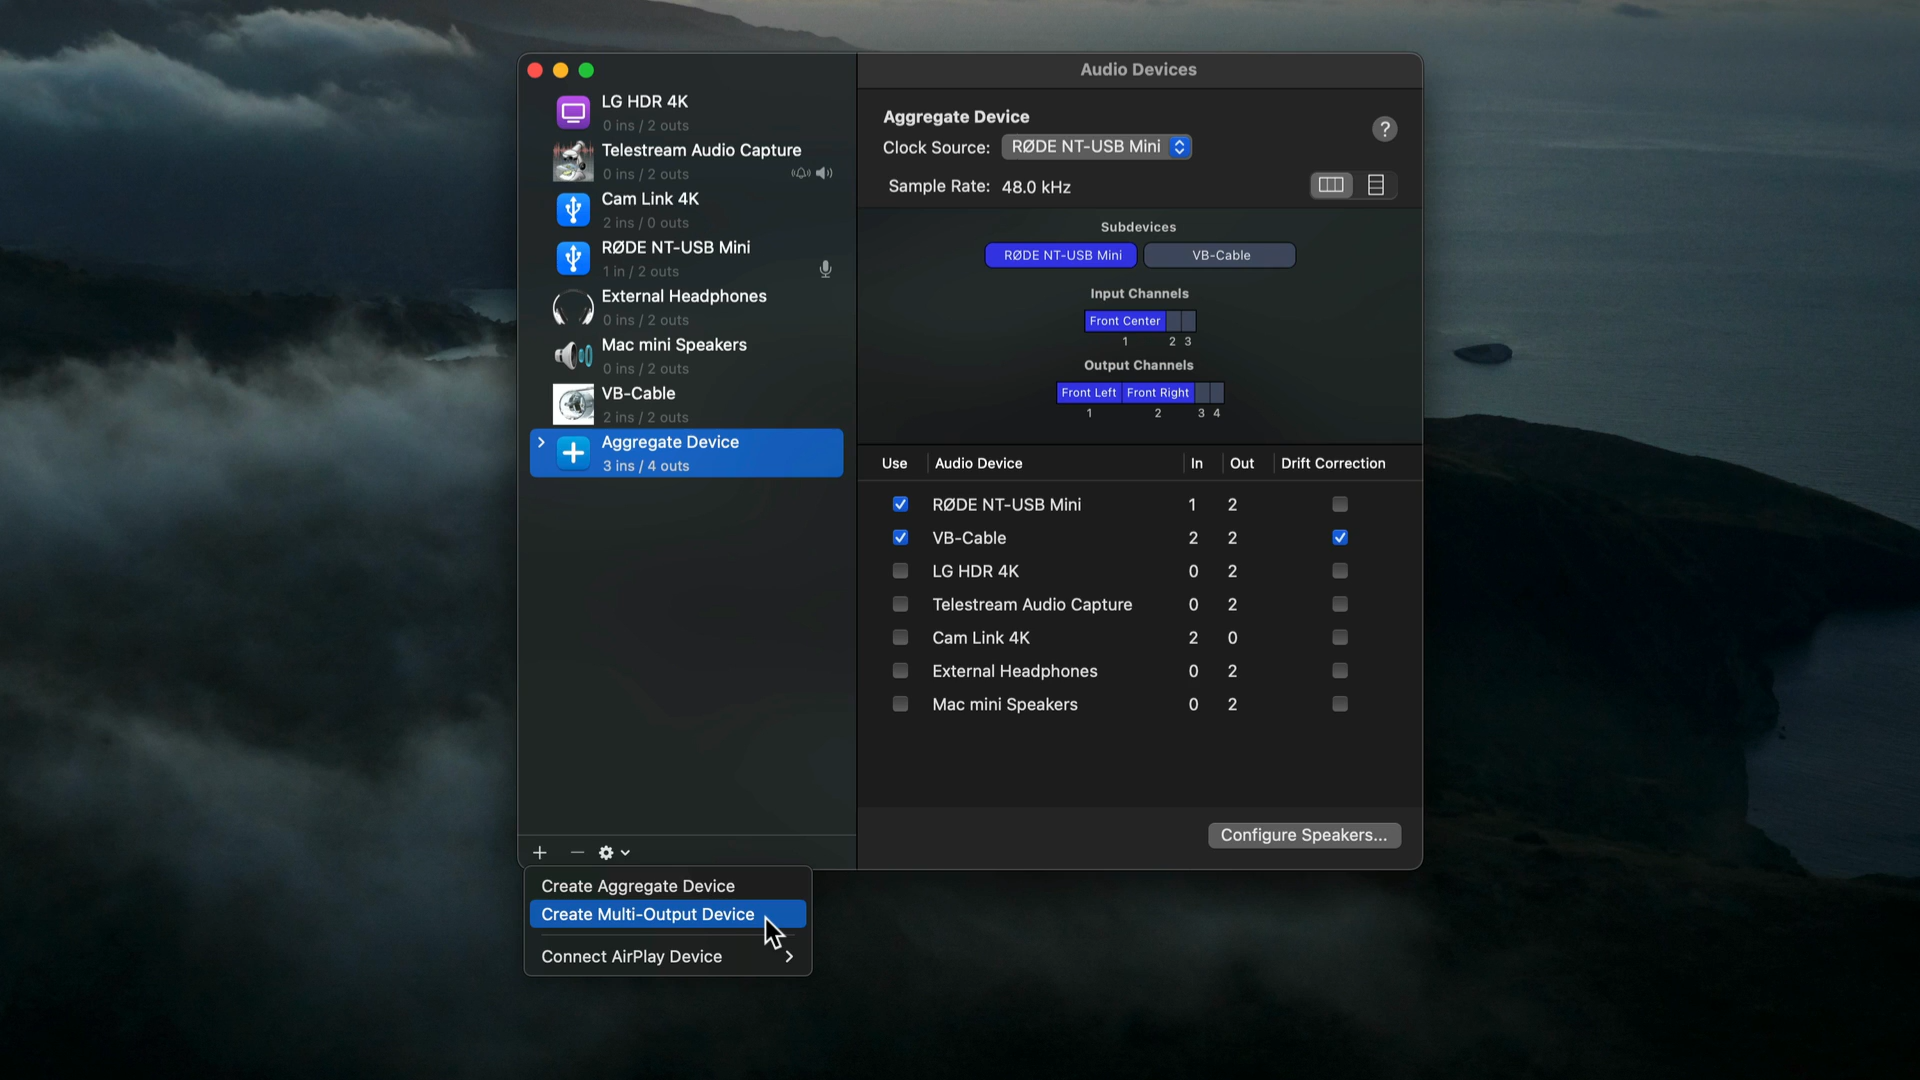 LG HDR 4K
0 ins / 2 outs
Telestream Audio Capture
0 ins / 2 outs
Cam Link 4K
2 ins / 0 outs
RØDE NT-USB Mini
1 in / 2 outs
External Headphones
0 ins / 2 outs
Mac mini Speakers
0 ins / 2 outs
VB-Cable
2 ins / 2 outs
Aggregate Device
3 ins / 4 outs
Create Aggregate Device
Create Multi-Output Device
Connect AirPlay Device
Audio Devices
Aggregate Device
?
Clock Source: RØDE NT-USB Mini
Sample Rate: 48.0 kHz
Subdevices
RØDE NT-USB Mini VB-Cable
Input Channels
Front Center
1 2 3
Output Channels
Front Left Front Right
1 2 3 4
Use Audio Device In Out Drift Correction
RØDE NT-USB Mini 1 2
VB-Cable 2 2
LG HDR 4K 0 2
Telestream Audio Capture 0 2
Cam Link 4K 2 0
External Headphones 0 2
Mac mini Speakers 0 2
Configure Speakers...